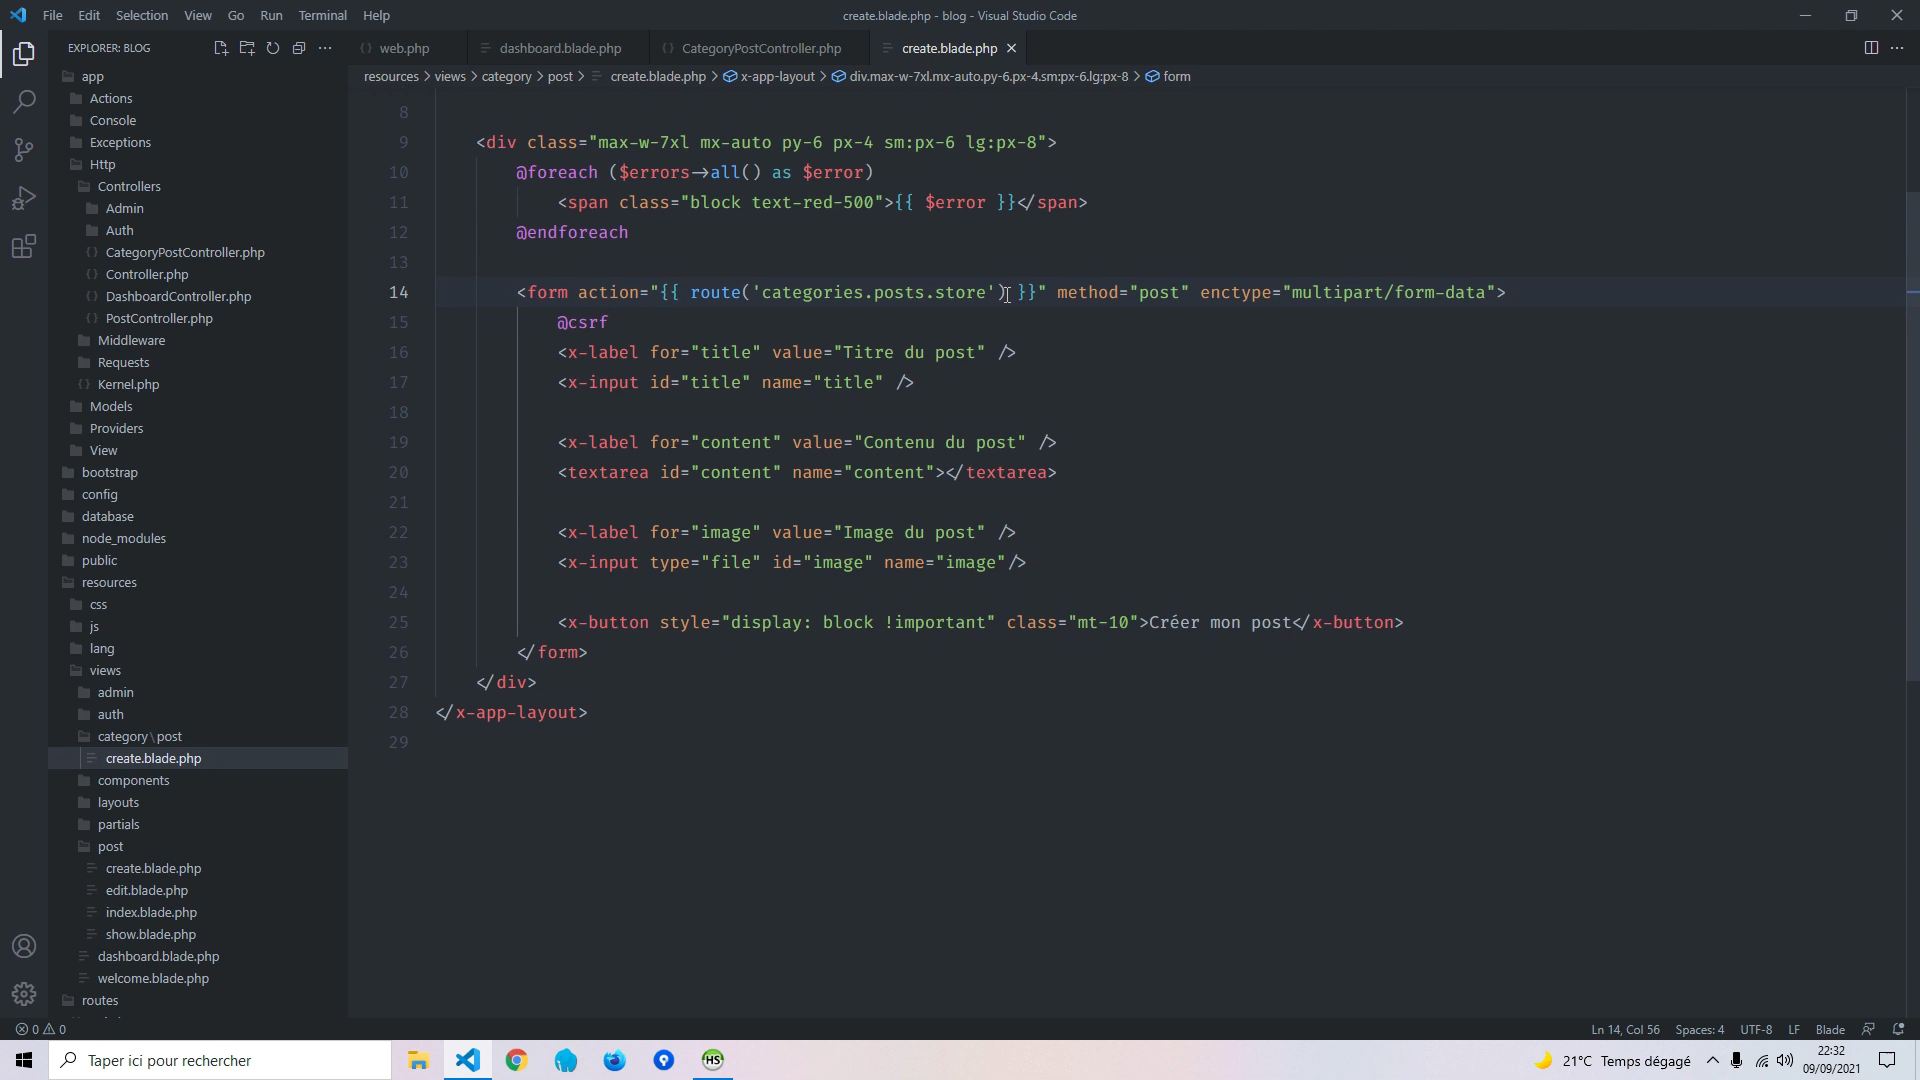 File Edit Selection View Go Run Terminal Help
create.blade.php - blog - Visual Studio Code
EXPLORER: BLOG
web.php dashboard.blade.php CategoryPostController.php create.blade.php
resources > views > category > post > create.blade.php > x-app-layout > div.max-w-7xl.mx-auto.py-6.px-4.sm:px-6.lg:px-8 > form
app
Actions
Console
Exceptions
Http
Controllers
Admin
Auth
CategoryPostController.php
Controller.php
DashboardController.php
PostController.php
Middleware
Requests
Kernel.php
Models
Providers
View
bootstrap
config
database
node_modules
public
resources
css
js
lang
views
admin
auth
category\post
create.blade.php
components
layouts
partials
post
create.blade.php
edit.blade.php
index.blade.php
show.blade.php
dashboard.blade.php
welcome.blade.php
routes
8
9 <div class="max-w-7xl mx-auto py-6 px-4 sm:px-6 lg:px-8">
10 @foreach ($errors->all() as $error)
11 <span class="block text-red-500">{{ $error }}</span>
12 @endforeach
13
14 <form action="{{ route('categories.posts.store') }}" method="post" enctype="multipart/form-data">
15 @csrf
16 <x-label for="title" value="Titre du post" />
17 <x-input id="title" name="title" />
18
19 <x-label for="content" value="Contenu du post" />
20 <textarea id="content" name="content"></textarea>
21
22 <x-label for="image" value="Image du post" />
23 <x-input type="file" id="image" name="image"/>
24
25 <x-button style="display: block !important" class="mt-10">Créer mon post</x-button>
26 </form>
27 </div>
28 </x-app-layout>
29
0 0
Ln 14, Col 56 Spaces: 4 UTF-8 LF Blade
Taper ici pour rechercher
HS
21°C Temps dégagé
22:32
09/09/2021